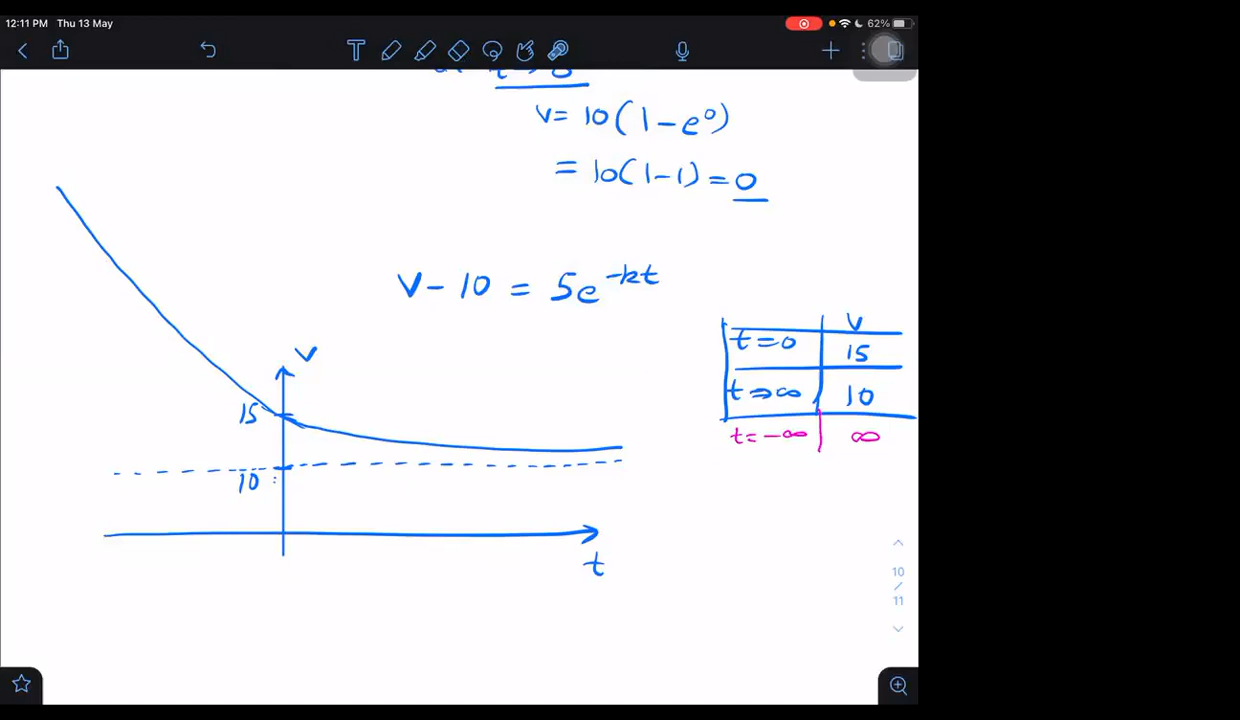 12:11 PM Thu 13 May
62%
t → 0
v = 10(1 - e⁰)
= 10(1-1) = 0
v - 10 = 5e^-kt
v
t = 0 15
t ⇒ ∞ 10
t = -∞ ∞
v
15
10
t
10
/
11